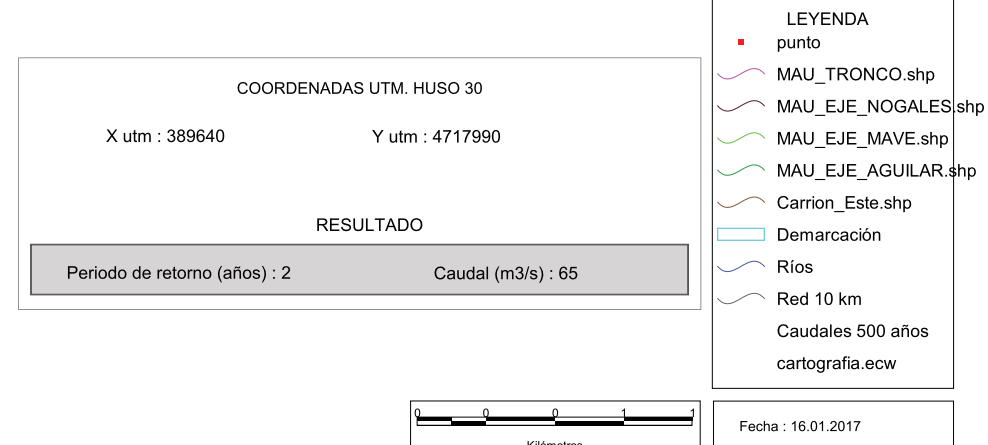 COORDENADAS UTM. HUSO 30
X utm : 389640 Y utm : 4717990
RESULTADO
Periodo de retorno (años) : 2 Caudal (m3/s) : 65
LEYENDA
punto
MAU_TRONCO.shp
MAU_EJE_NOGALES.shp
MAU_EJE_MAVE.shp
MAU_EJE_AGUILAR.shp
Carrion_Este.shp
Demarcación
Ríos
Red 10 km
Caudales 500 años
cartografia.ecw
0 0 0 1 1
Kilómetros
Fecha : 16.01.2017